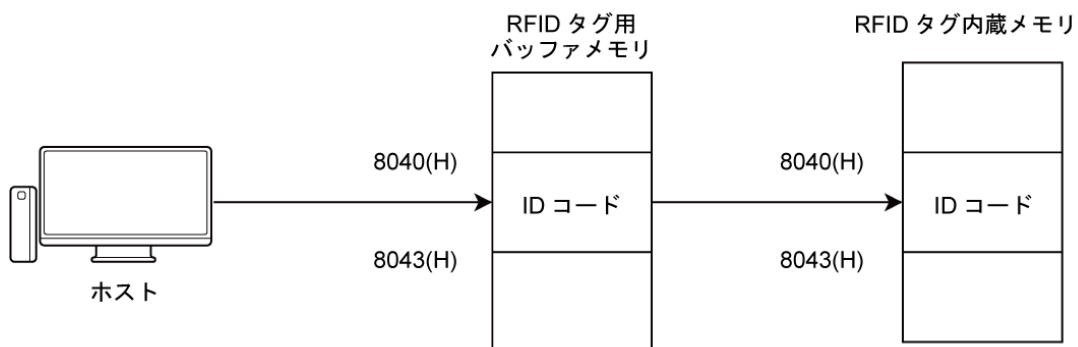 RFID タグ用
バッファメモリ
RFID タグ内蔵メモリ
8040(H)
8040(H)
ID コード
ID コード
8043(H)
8043(H)
ホスト